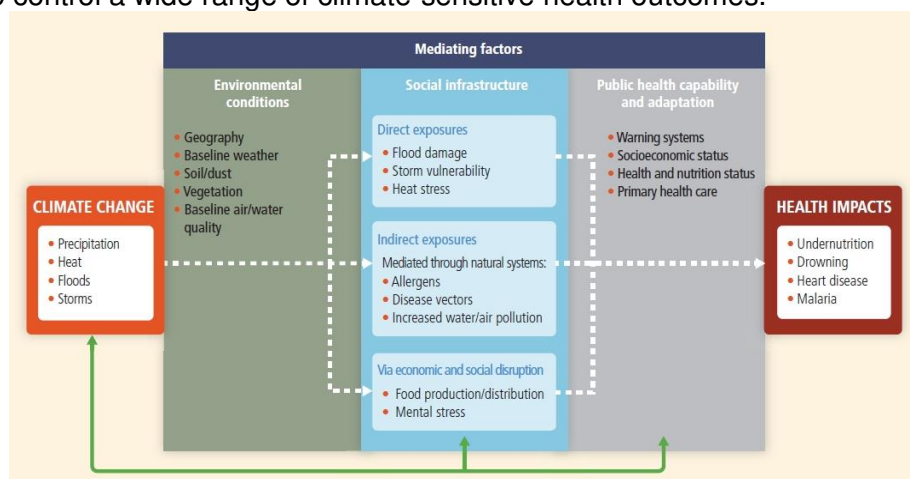 to control a wide range of climate-sensitive health outcomes.
Mediating factors
Environmental
conditions
• Geography
• Baseline weather
• Soil/dust
• Vegetation
• Baseline air/water
quality
Social infrastructure
Direct exposures
• Flood damage
• Storm vulnerability
• Heat stress
Indirect exposures
Mediated through natural systems:
• Allergens
• Disease vectors
• Increased water/air pollution
Via economic and social disruption
• Food production/distribution
• Mental stress
Public health capability
and adaptation
• Warning systems
• Socioeconomic status
• Health and nutrition status
• Primary health care
CLIMATE CHANGE
• Precipitation
• Heat
• Floods
• Storms
HEALTH IMPACTS
• Undernutrition
• Drowning
• Heart disease
• Malaria